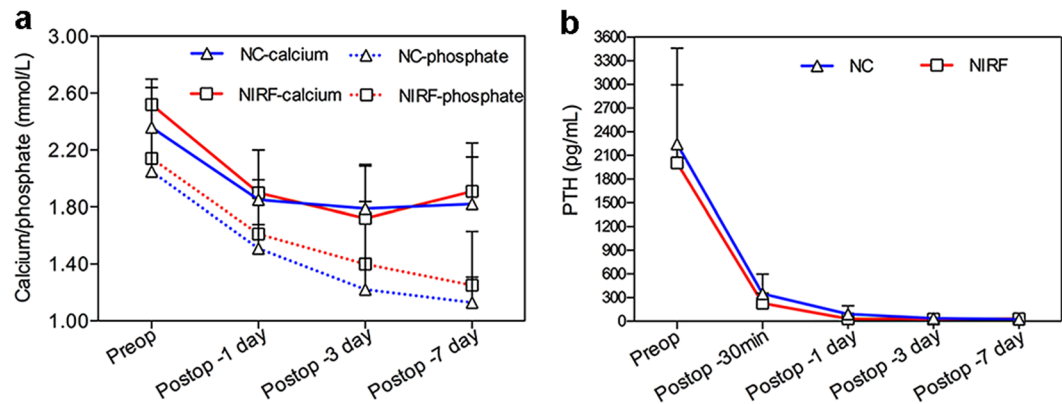 a
Calcium/phosphate (mmol/L)
3.00
2.60
2.20
1.80
1.40
1.00
NC-calcium
NC-phosphate
NIRF-calcium
NIRF-phosphate
Preop
Postop -1 day
Postop -3 day
Postop -7 day
b
PTH (pg/mL)
3600
3300
3000
2700
2400
2100
1800
1500
1200
900
600
300
0
NC
NIRF
Preop
Postop -30min
Postop -1 day
Postop -3 day
Postop -7 day